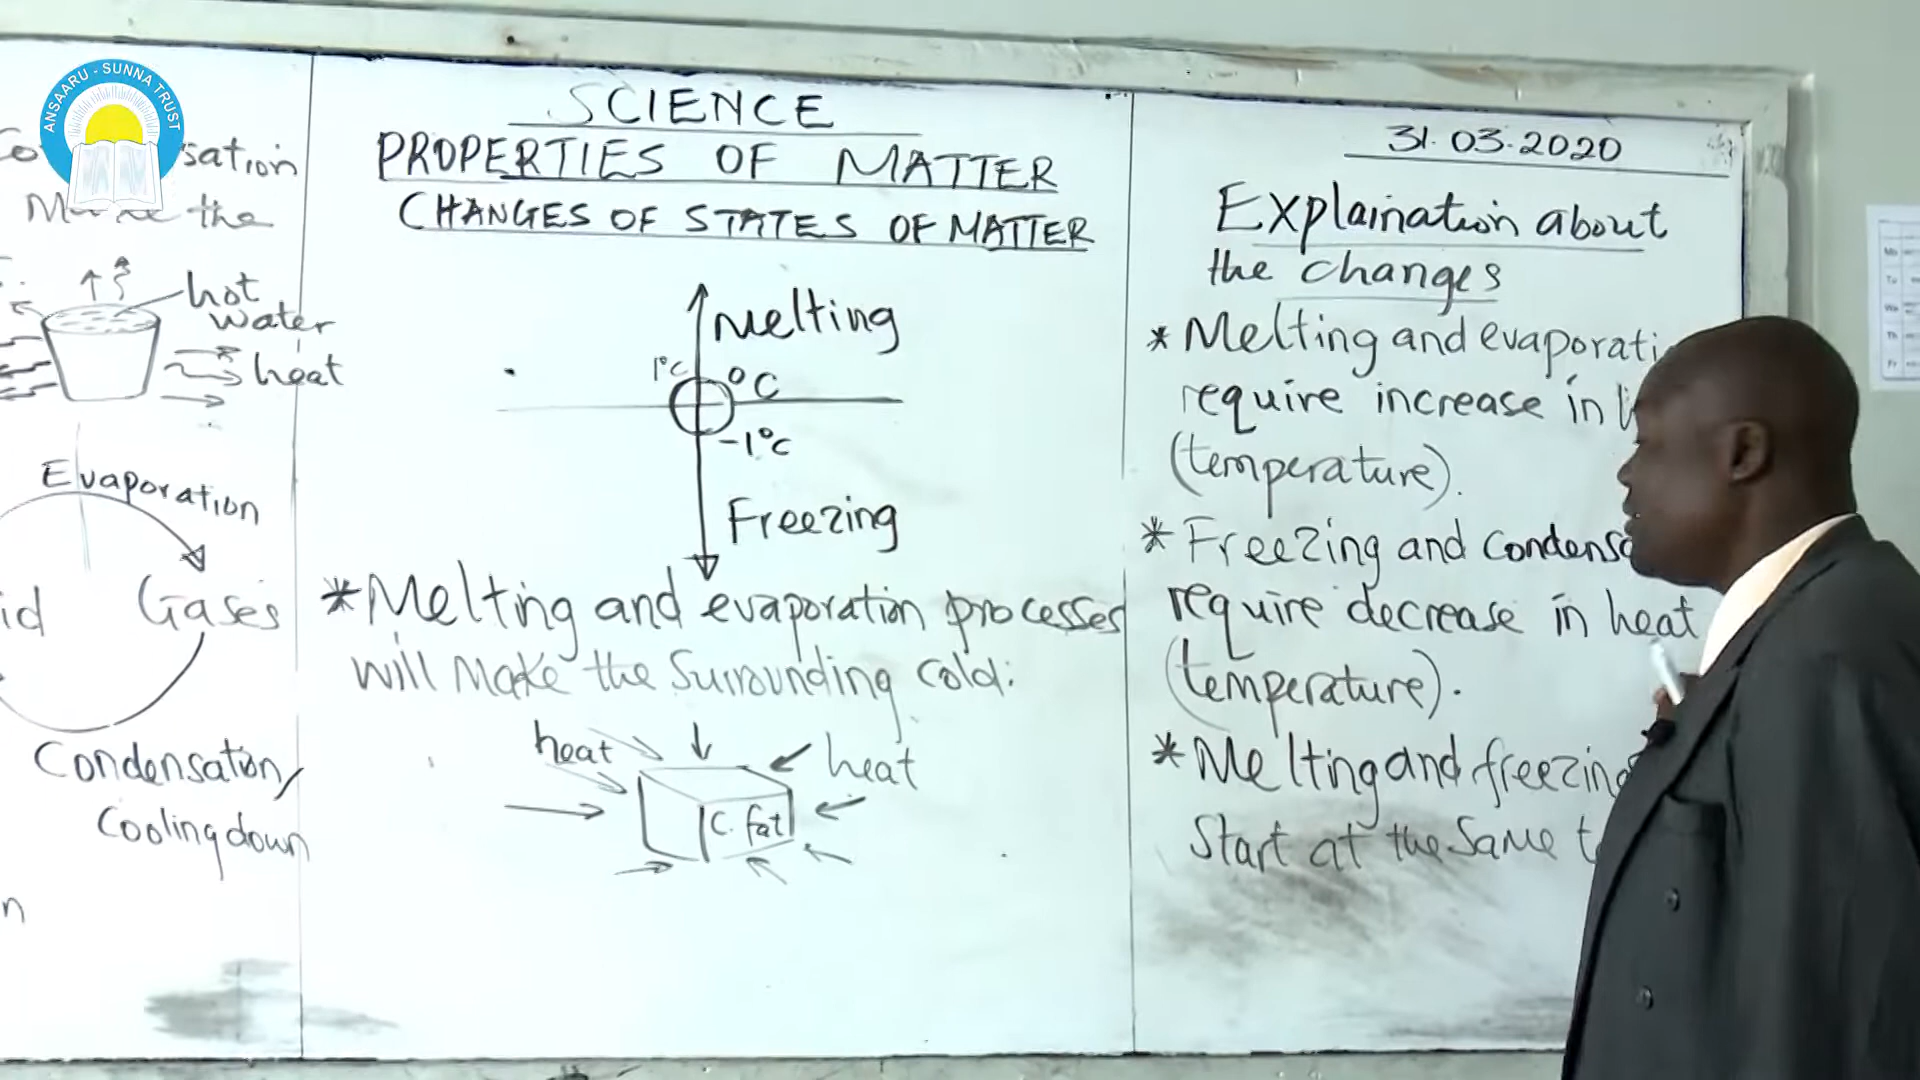 ANSAARU - SUNNA TRUST
sation
the
hot
water
heat
Evaporation
id
Gases
Condensation/
Cooling down
n
SCIENCE
PROPERTIES OF MATTER
CHANGES OF STATES OF MATTER
Melting
1°C
°C
-1°C
Freezing
*Melting and evaporation processes
will make the Surrounding cold:
heat
heat
C. fat
31.03.2020
Explaination about
the changes
* Melting and evaporati
require increase in
(temperature).
* Freezing and condensa
require decrease in heat
(temperature).
* Melting and freezing
Start at the Same t